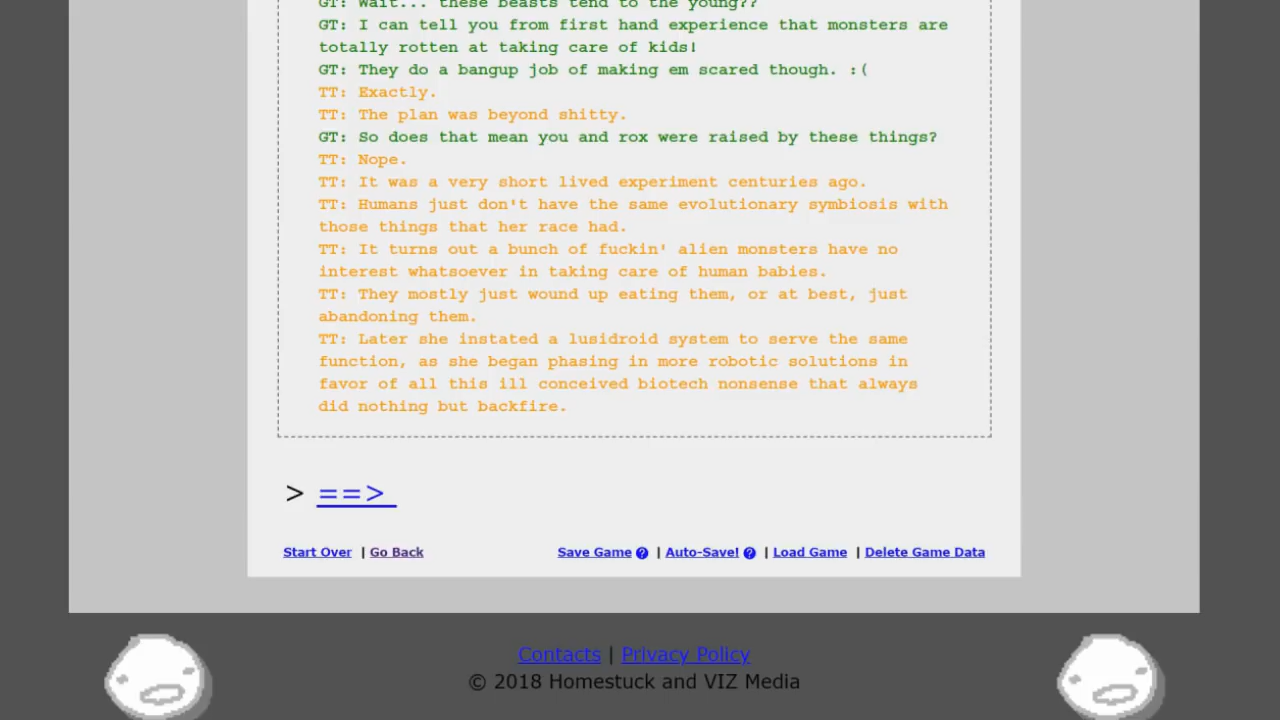 GT: Wait... these beasts tend to the young??
GT: I can tell you from first hand experience that monsters are
totally rotten at taking care of kids!
GT: They do a bangup job of making em scared though. :(
TT: Exactly.
TT: The plan was beyond shitty.
GT: So does that mean you and rox were raised by these things?
TT: Nope.
TT: It was a very short lived experiment centuries ago.
TT: Humans just don't have the same evolutionary symbiosis with
those things that her race had.
TT: It turns out a bunch of fuckin' alien monsters have no
interest whatsoever in taking care of human babies.
TT: They mostly just wound up eating them, or at best, just
abandoning them.
TT: Later she instated a lusidroid system to serve the same
function, as she began phasing in more robotic solutions in
favor of all this ill conceived biotech nonsense that always
did nothing but backfire.
> ==>
Start Over | Go Back Save Game ? | Auto-Save! ? | Load Game | Delete Game Data
Contacts | Privacy Policy
© 2018 Homestuck and VIZ Media